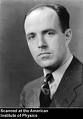 Scanned at the American
Institute of Physics